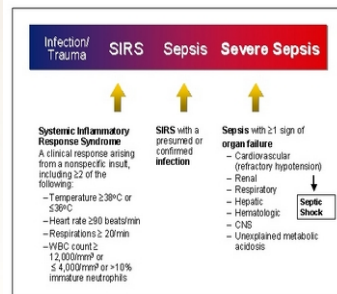 Infection/
Trauma
SIRS
Sepsis
Severe Sepsis
Systemic Inflammatory
Response Syndrome
A clinical response arising
from a nonspecific insult,
including ≥2 of the
following:
– Temperature ≥38°C or
≤36°C
– Heart rate ≥90 beats/min
– Respirations ≥ 20/min
– WBC count ≥
12,000/mm³ or
≤ 4,000/mm³ or >10%
immature neutrophils
SIRS with a
presumed or
confirmed
infection
Sepsis with ≥1 sign of
organ failure
– Cardiovascular
(refractory hypotension)
– Renal
– Respiratory
– Hepatic
– Hematologic
– CNS
– Unexplained metabolic
acidosis
Septic
Shock